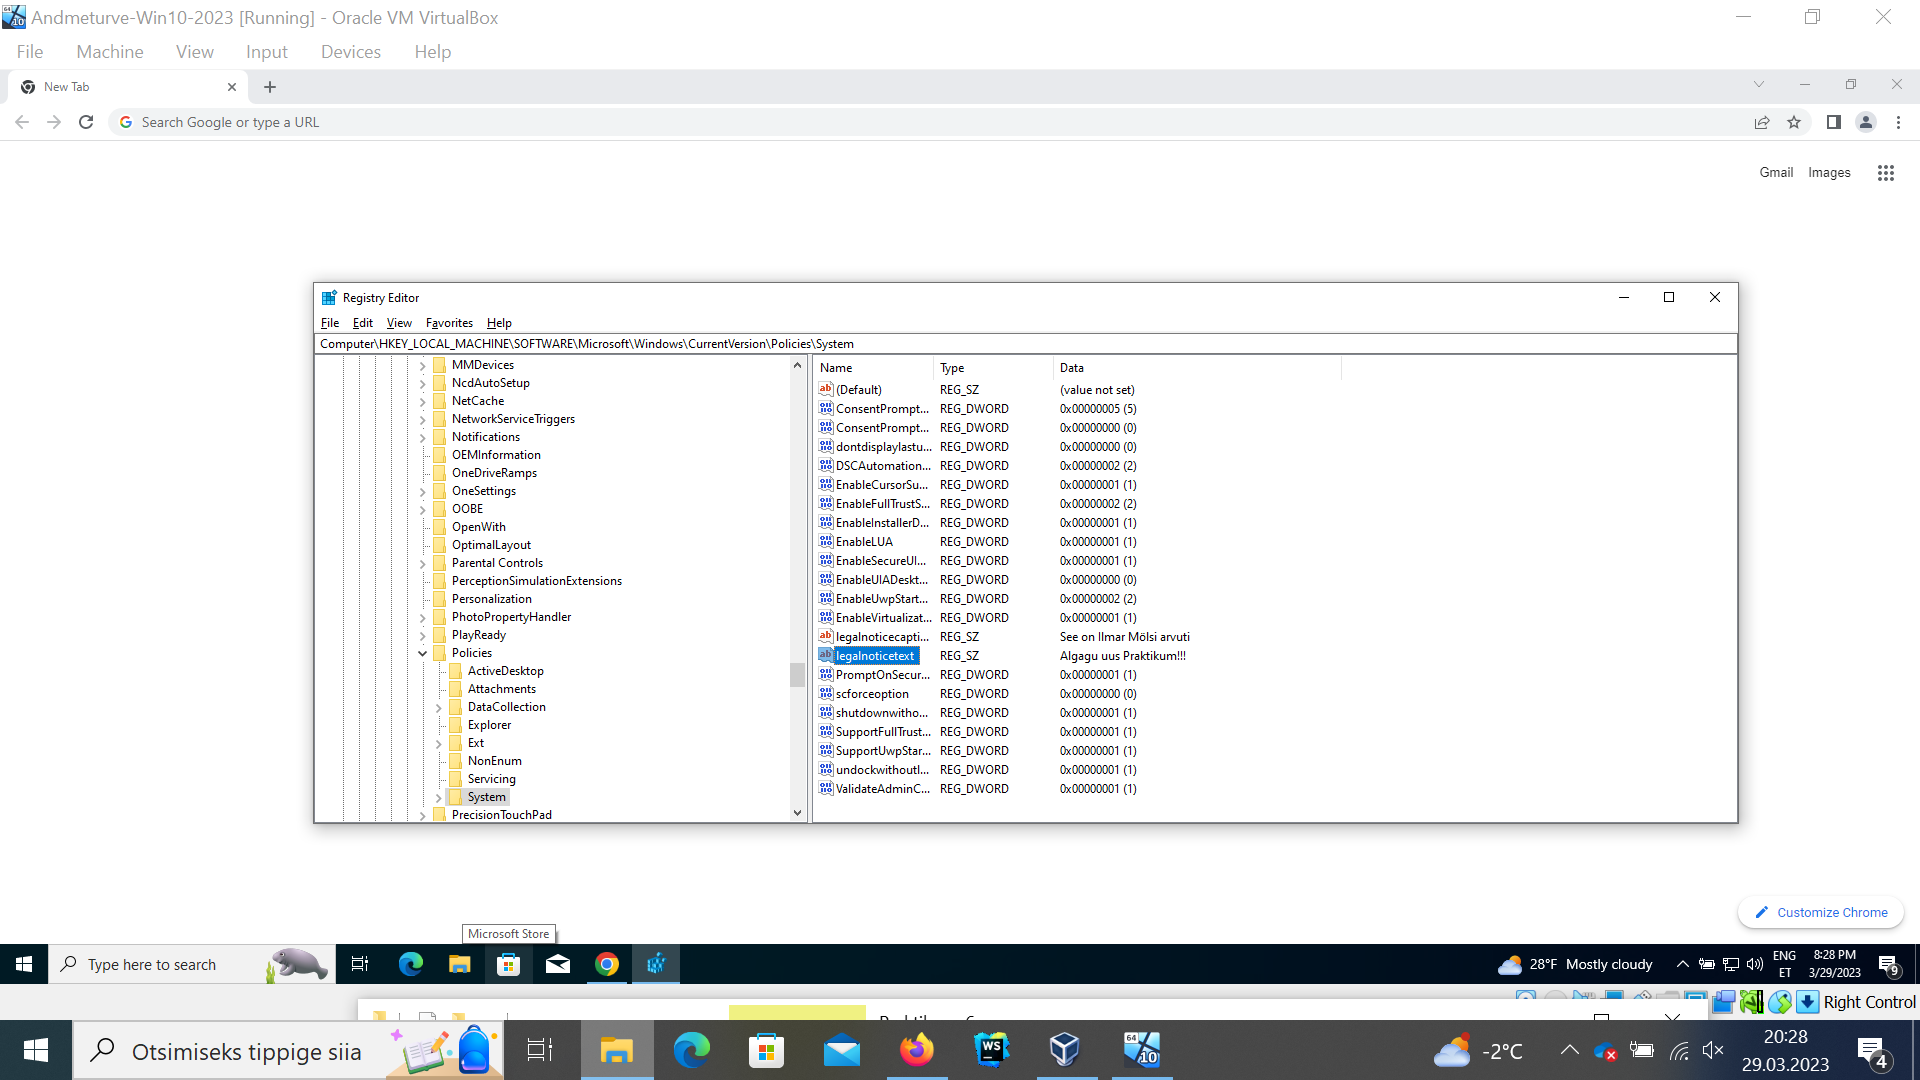 Andmeturve-Win10-2023 [Running] - Oracle VM VirtualBox
File Machine View Input Devices Help
New Tab
Search Google or type a URL
Gmail Images
Registry Editor
File Edit View Favorites Help
Computer\HKEY_LOCAL_MACHINE\SOFTWARE\Microsoft\Windows\CurrentVersion\Policies\System
MMDevices
NcdAutoSetup
NetCache
NetworkServiceTriggers
Notifications
OEMInformation
OneDriveRamps
OneSettings
OOBE
OpenWith
OptimalLayout
Parental Controls
PerceptionSimulationExtensions
Personalization
PhotoPropertyHandler
PlayReady
Policies
ActiveDesktop
Attachments
DataCollection
Explorer
Ext
NonEnum
Servicing
System
PrecisionTouchPad
Name Type Data
(Default) REG_SZ (value not set)
ConsentPrompt... REG_DWORD 0x00000005 (5)
ConsentPrompt... REG_DWORD 0x00000000 (0)
dontdisplaylastu... REG_DWORD 0x00000000 (0)
DSCAutomation... REG_DWORD 0x00000002 (2)
EnableCursorSu... REG_DWORD 0x00000001 (1)
EnableFullTrustS... REG_DWORD 0x00000002 (2)
EnableInstallerD... REG_DWORD 0x00000001 (1)
EnableLUA REG_DWORD 0x00000001 (1)
EnableSecureUI... REG_DWORD 0x00000001 (1)
EnableUIADeskt... REG_DWORD 0x00000000 (0)
EnableUwpStart... REG_DWORD 0x00000002 (2)
EnableVirtualizat... REG_DWORD 0x00000001 (1)
legalnoticecapti... REG_SZ See on Ilmar Mölsi arvuti
legalnoticetext REG_SZ Algagu uus Praktikum!!!
PromptOnSecur... REG_DWORD 0x00000001 (1)
scforceoption REG_DWORD 0x00000000 (0)
shutdownwitho... REG_DWORD 0x00000001 (1)
SupportFullTrust... REG_DWORD 0x00000001 (1)
SupportUwpStar... REG_DWORD 0x00000001 (1)
undockwithoutl... REG_DWORD 0x00000001 (1)
ValidateAdminC... REG_DWORD 0x00000001 (1)
Customize Chrome
Microsoft Store
Type here to search
28°F Mostly cloudy
ENG
ET
8:28 PM
3/29/2023
9
Right Control
Otsimiseks tippige siia
WS
64
10
-2°C
20:28
29.03.2023
4